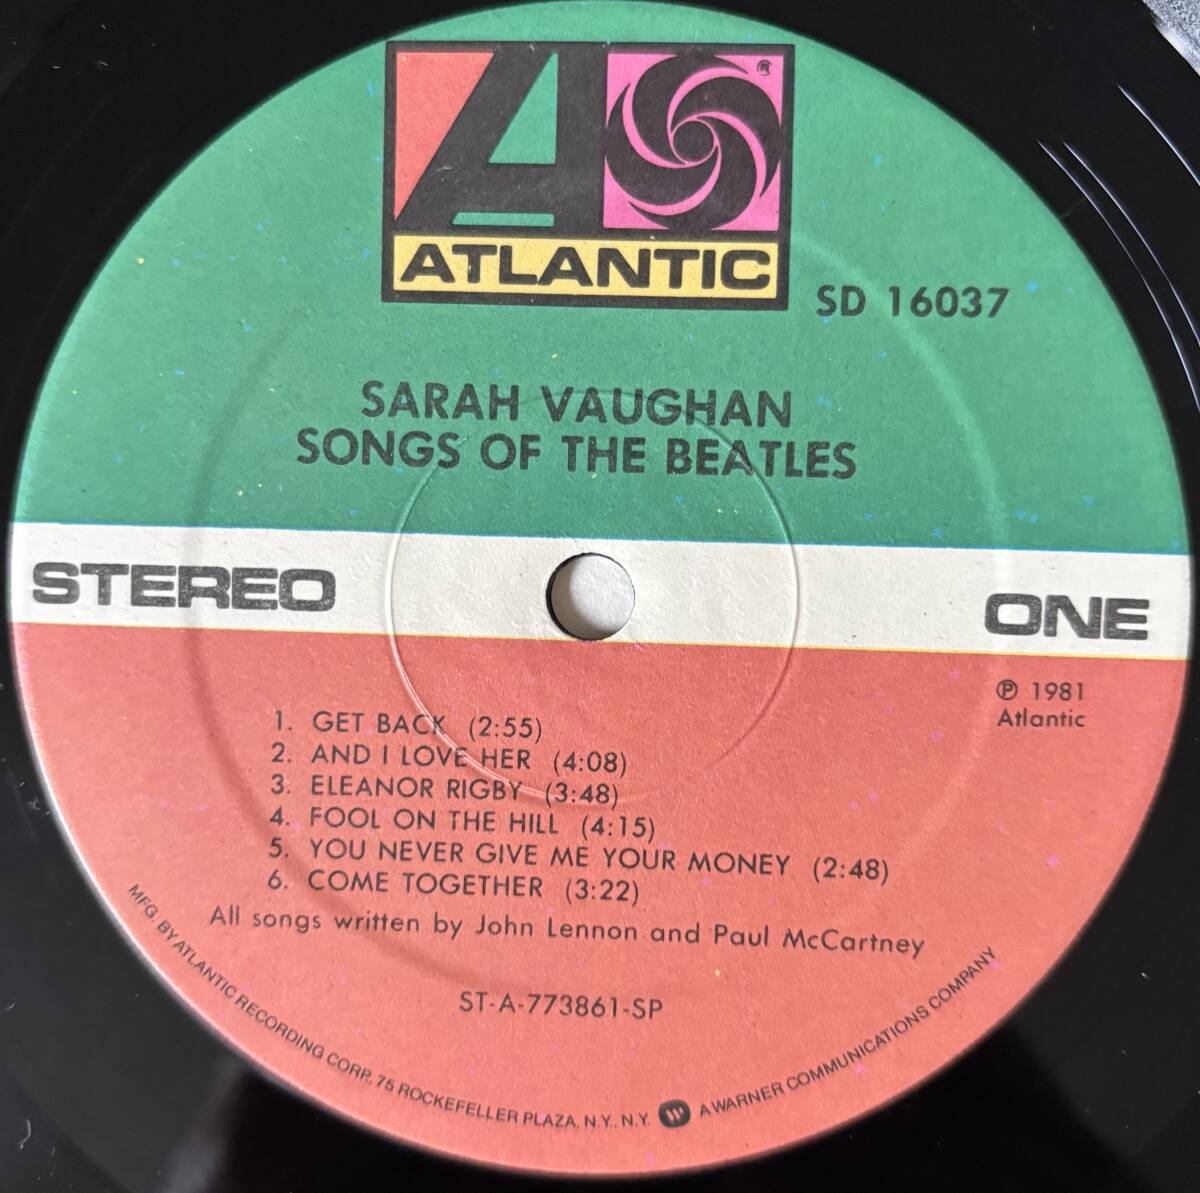 ATLANTIC
SD 16037
SARAH VAUGHAN
SONGS OF THE BEATLES
STEREO
ONE
℗ 1981
Atlantic
1. GET BACK (2:55)
2. AND I LOVE HER (4:08)
3. ELEANOR RIGBY (3:48)
4. FOOL ON THE HILL (4:15)
5. YOU NEVER GIVE ME YOUR MONEY (2:48)
6. COME TOGETHER (3:22)
All songs written by John Lennon and Paul McCartney
ST-A-773861-SP
MFG. BY ATLANTIC RECORDING CORP., 75 ROCKEFELLER PLAZA, N.Y., N.Y. A WARNER COMMUNICATIONS COMPANY